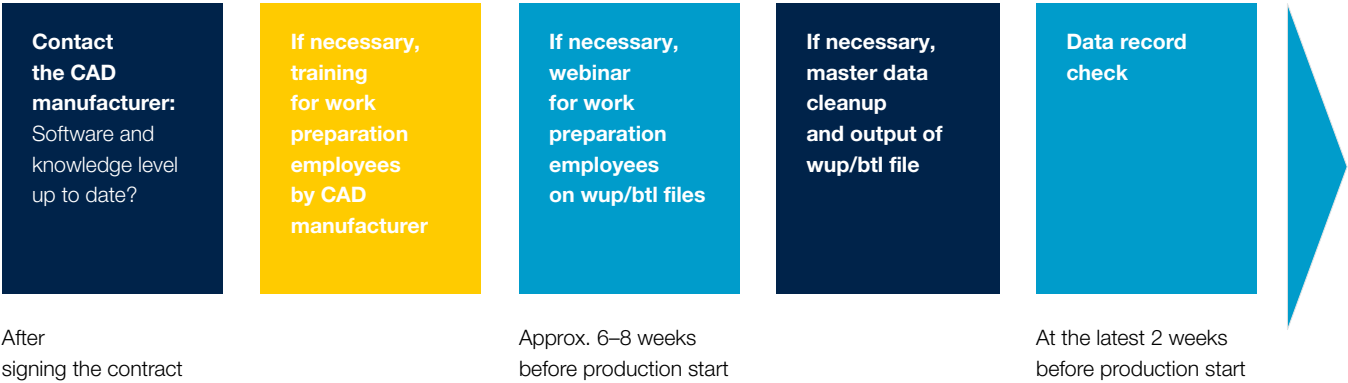 Contact
the CAD
manufacturer:
Software and
knowledge level
up to date?
If necessary,
training
for work
preparation
employees
by CAD
manufacturer
If necessary,
webinar
for work
preparation
employees
on wup/btl files
If necessary,
master data
cleanup
and output of
wup/btl file
Data record
check
After
signing the contract
Approx. 6–8 weeks
before production start
At the latest 2 weeks
before production start